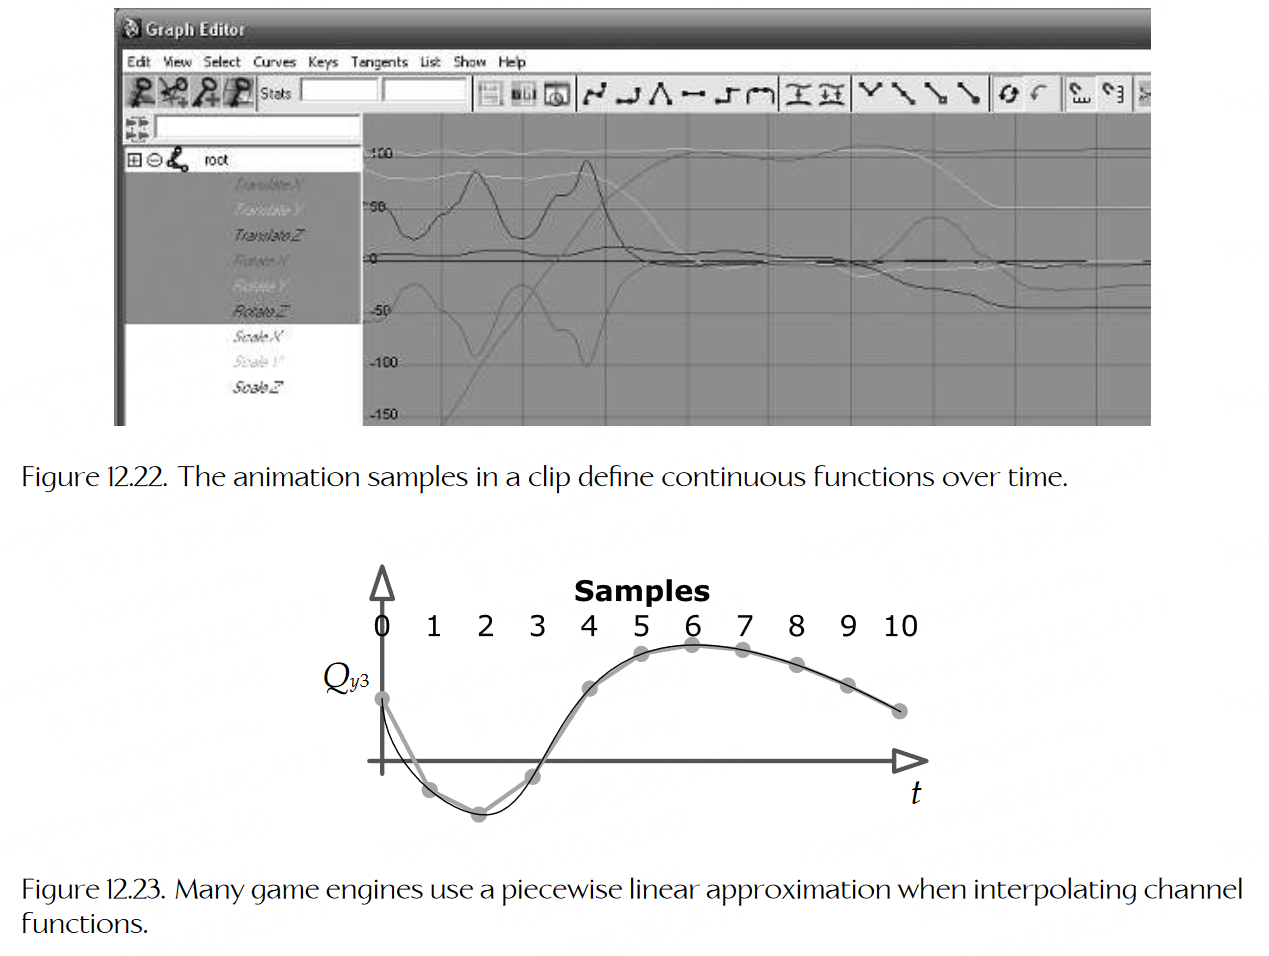 Graph Editor
Edit View Select Curves Keys Tangents List Show Help
Stats
root
Translate X
Translate Y
Translate Z
Rotate X
Rotate Y
Rotate Z
Scale X
Scale Y
Scale Z
100
50
0
-50
-100
-150
Figure 12.22. The animation samples in a clip define continuous functions over time.
Samples
0 1 2 3 4 5 6 7 8 9 10
Qy3
t
Figure 12.23. Many game engines use a piecewise linear approximation when interpolating channel
functions.